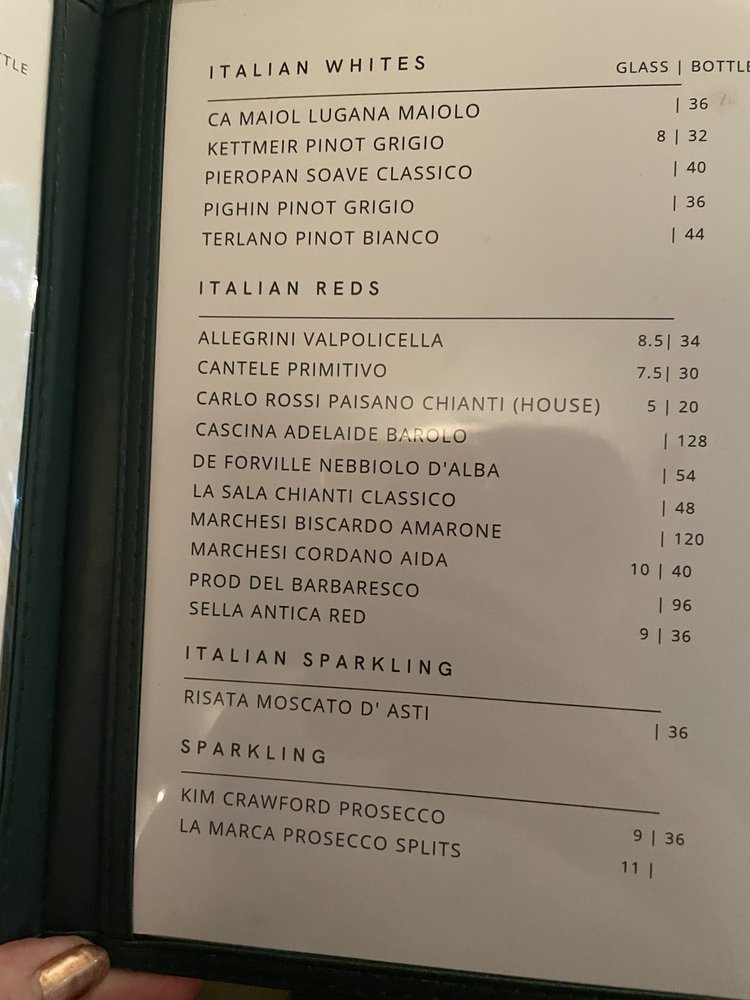 TTLE
ITALIAN WHITES GLASS | BOTTLE
CA MAIOL LUGANA MAIOLO | 36
KETTMEIR PINOT GRIGIO 8 | 32
PIEROPAN SOAVE CLASSICO | 40
PIGHIN PINOT GRIGIO | 36
TERLANO PINOT BIANCO | 44
ITALIAN REDS
ALLEGRINI VALPOLICELLA 8.5| 34
CANTELE PRIMITIVO 7.5| 30
CARLO ROSSI PAISANO CHIANTI (HOUSE) 5 | 20
CASCINA ADELAIDE BAROLO | 128
DE FORVILLE NEBBIOLO D'ALBA | 54
LA SALA CHIANTI CLASSICO | 48
MARCHESI BISCARDO AMARONE | 120
MARCHESI CORDANO AIDA 10 | 40
PROD DEL BARBARESCO | 96
SELLA ANTICA RED 9 | 36
ITALIAN SPARKLING
RISATA MOSCATO D' ASTI | 36
SPARKLING
KIM CRAWFORD PROSECCO 9 | 36
LA MARCA PROSECCO SPLITS 11 |